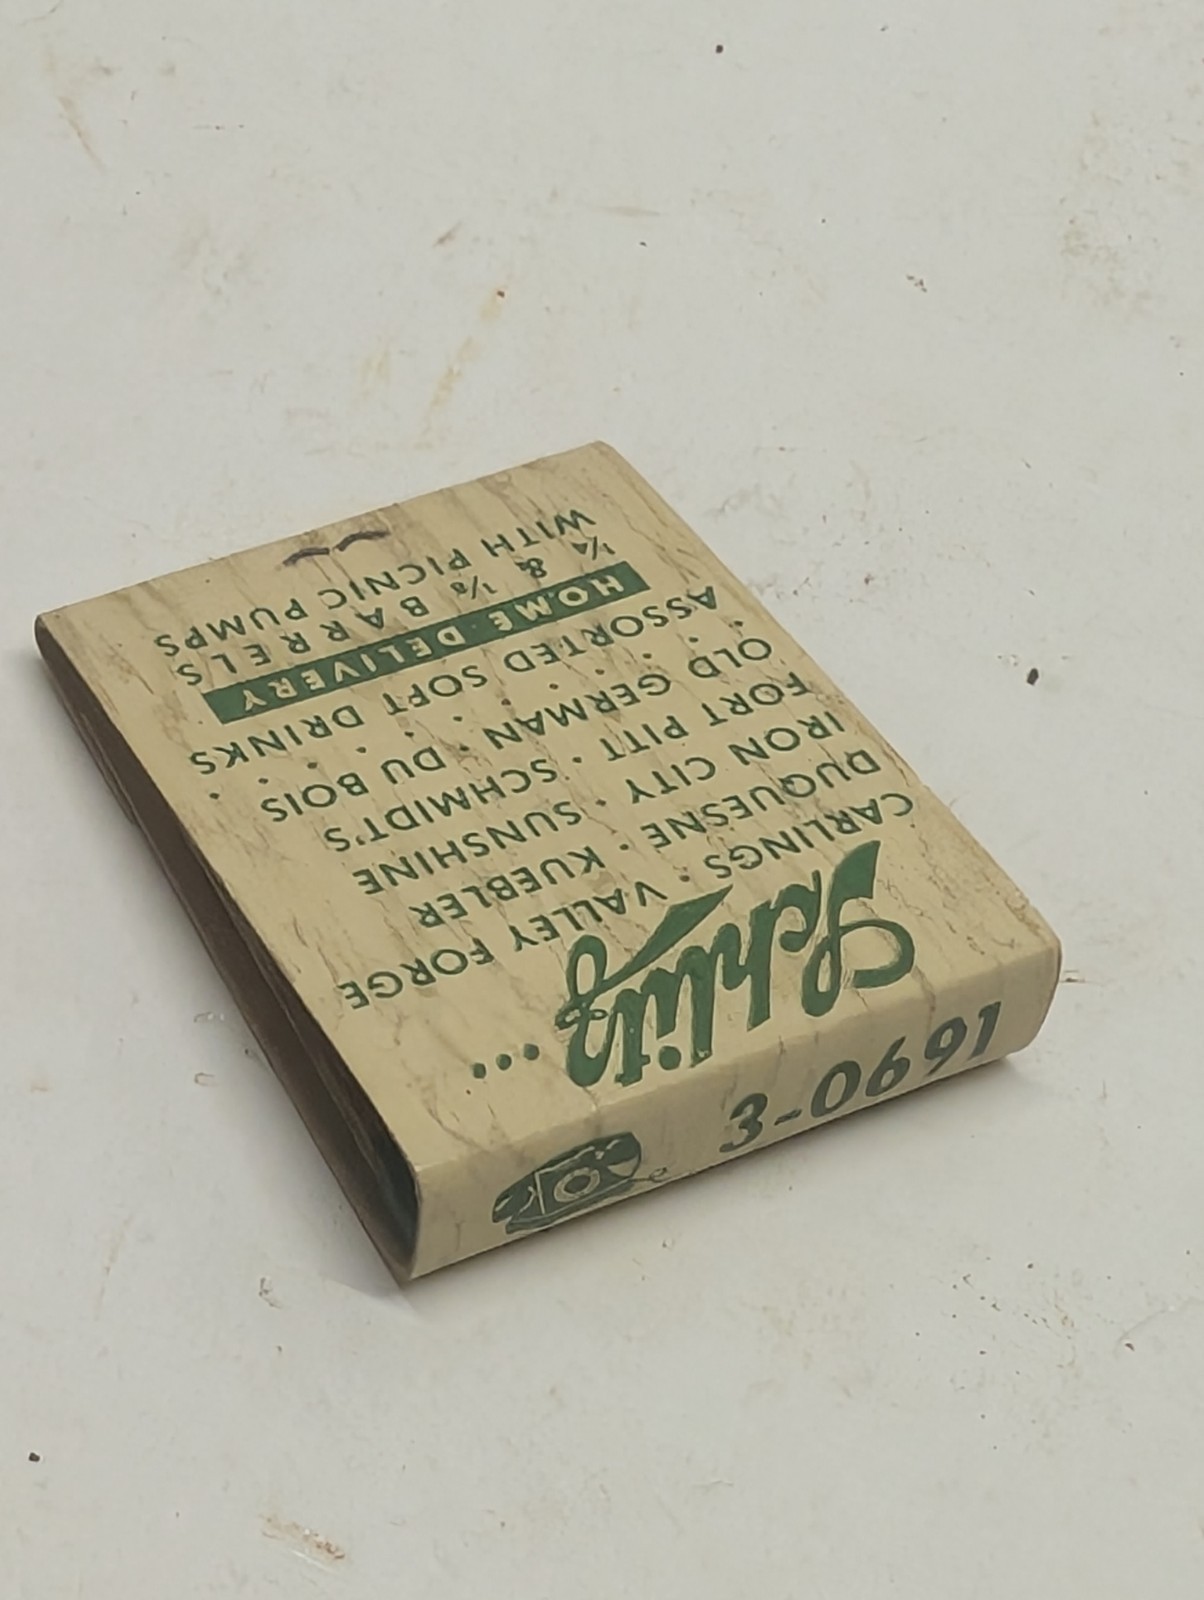 3-0691
Schlitz...
CARLINGS · VALLEY FORGE
DUQUESNE · KUEBLER
IRON CITY · SUNSHINE
FORT PITT · SCHMIDT'S
OLD GERMAN · DU BOIS
ASSORTED SOFT DRINKS
HOME DELIVERY
¼ & ⅛ BARRELS
WITH PICNIC PUMPS